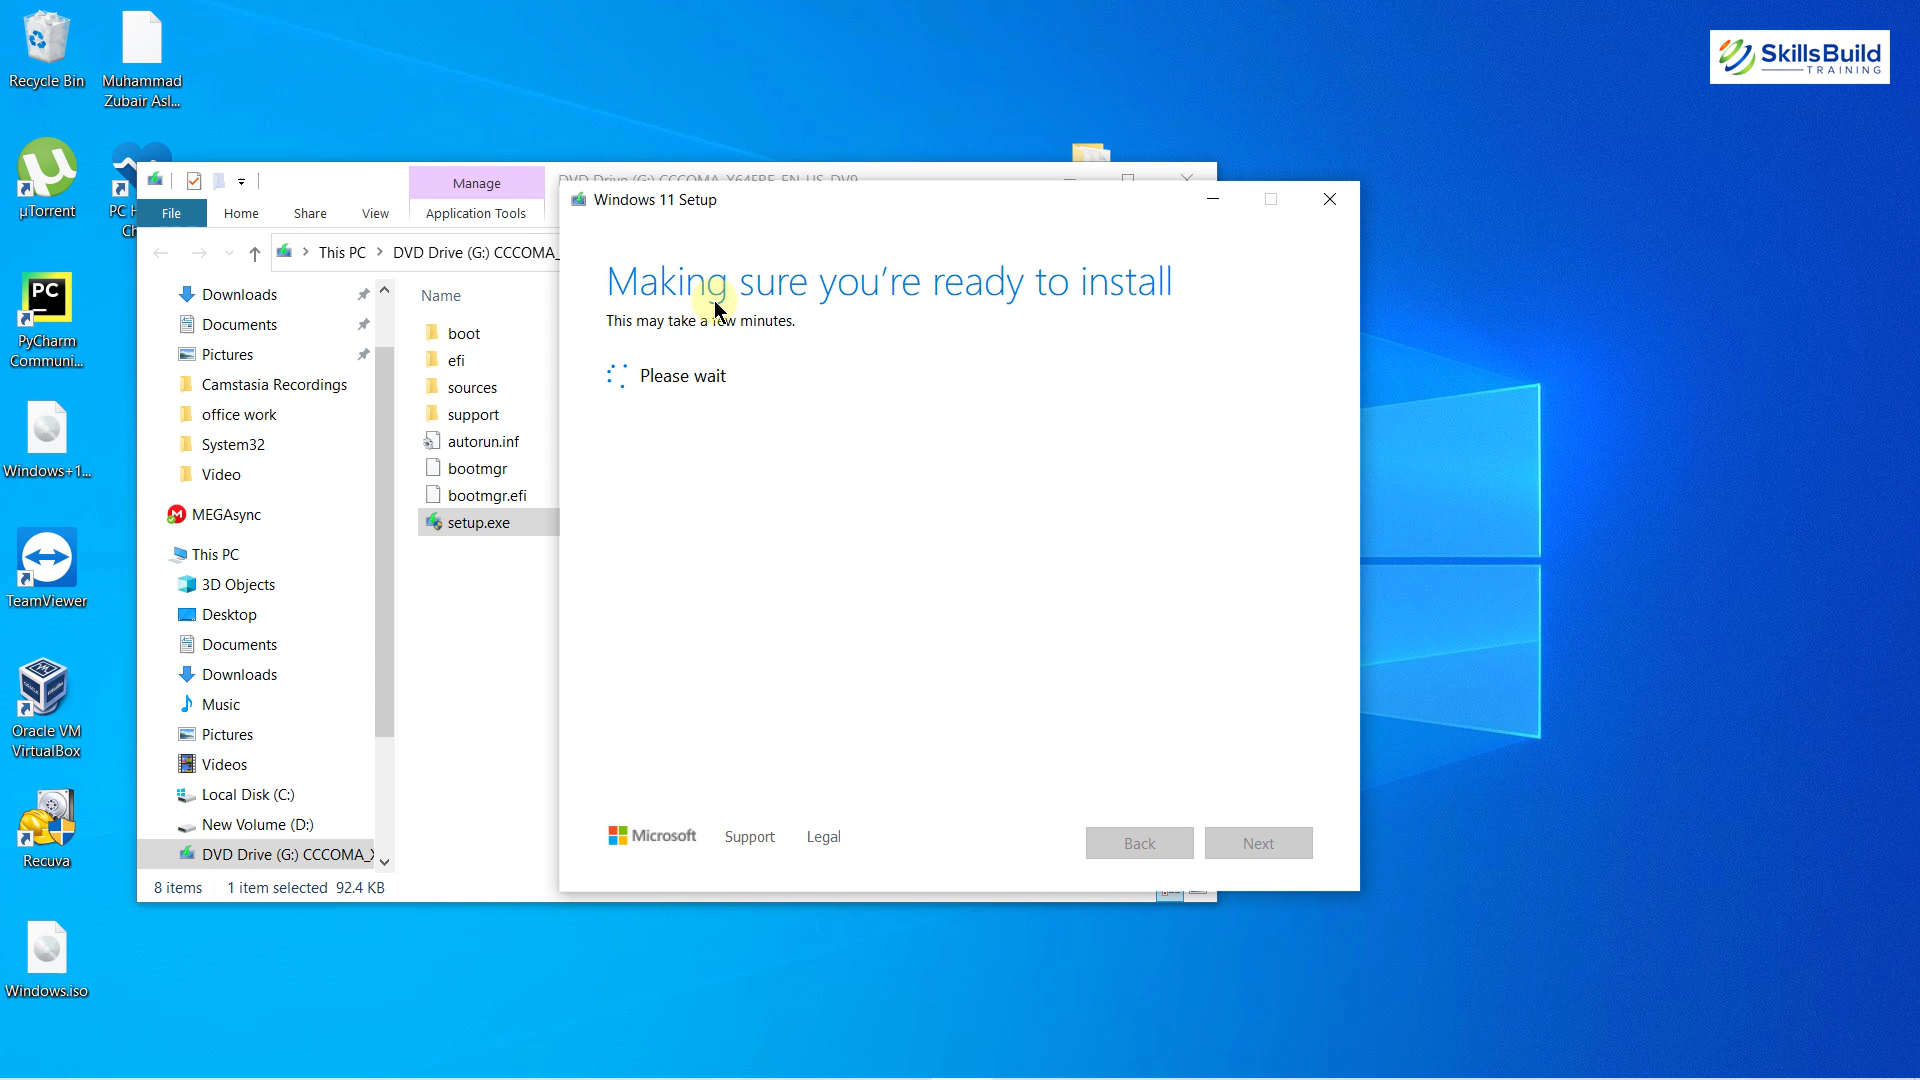 Recycle Bin
Muhammad
Zubair Asl...
SkillsBuild
TRAINING
µTorrent
PC H
Ch
PyCharm
Communi...
Windows+1...
TeamViewer
Oracle VM
VirtualBox
Recuva
Windows.iso
Manage
DVD Drive (G:) CCCOMA_X64FRE_EN-US_DV9
File
Home
Share
View
Application Tools
This PC
DVD Drive (G:) CCCOMA_
Downloads
Documents
Pictures
Camstasia Recordings
office work
System32
Video
MEGAsync
This PC
3D Objects
Desktop
Documents
Downloads
Music
Pictures
Videos
Local Disk (C:)
New Volume (D:)
DVD Drive (G:) CCCOMA_X
Name
boot
efi
sources
support
autorun.inf
bootmgr
bootmgr.efi
setup.exe
8 items
1 item selected 92.4 KB
Windows 11 Setup
Making sure you're ready to install
This may take a few minutes.
Please wait
Microsoft
Support
Legal
Back
Next